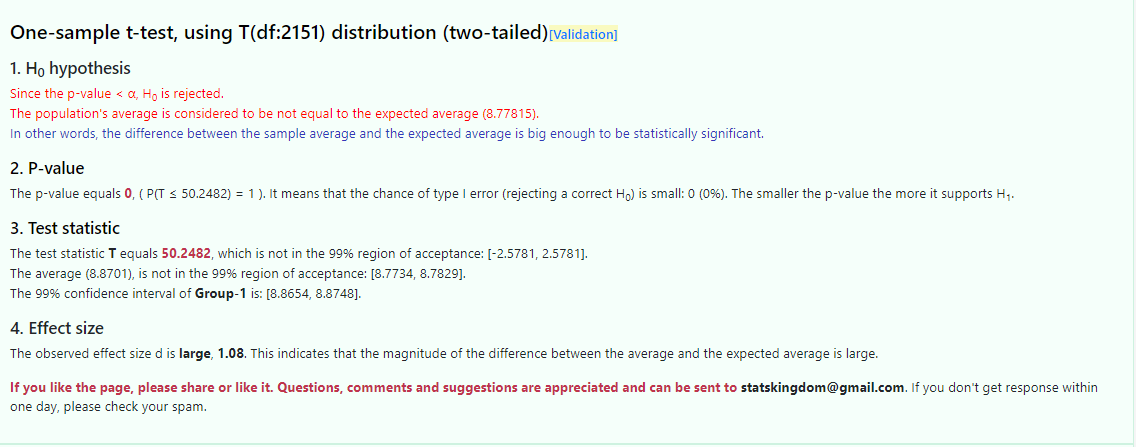 One-sample t-test, using T(df:2151) distribution (two-tailed)[Validation]
1. H₀ hypothesis
Since the p-value < α, H₀ is rejected.
The population's average is considered to be not equal to the expected average (8.77815).
In other words, the difference between the sample average and the expected average is big enough to be statistically significant.
2. P-value
The p-value equals 0, ( P(T ≤ 50.2482) = 1 ). It means that the chance of type I error (rejecting a correct H₀) is small: 0 (0%). The smaller the p-value the more it supports H₁.
3. Test statistic
The test statistic T equals 50.2482, which is not in the 99% region of acceptance: [-2.5781, 2.5781].
The average (8.8701), is not in the 99% region of acceptance: [8.7734, 8.7829].
The 99% confidence interval of Group-1 is: [8.8654, 8.8748].
4. Effect size
The observed effect size d is large, 1.08. This indicates that the magnitude of the difference between the average and the expected average is large.
If you like the page, please share or like it. Questions, comments and suggestions are appreciated and can be sent to statskingdom@gmail.com. If you don't get response within
one day, please check your spam.